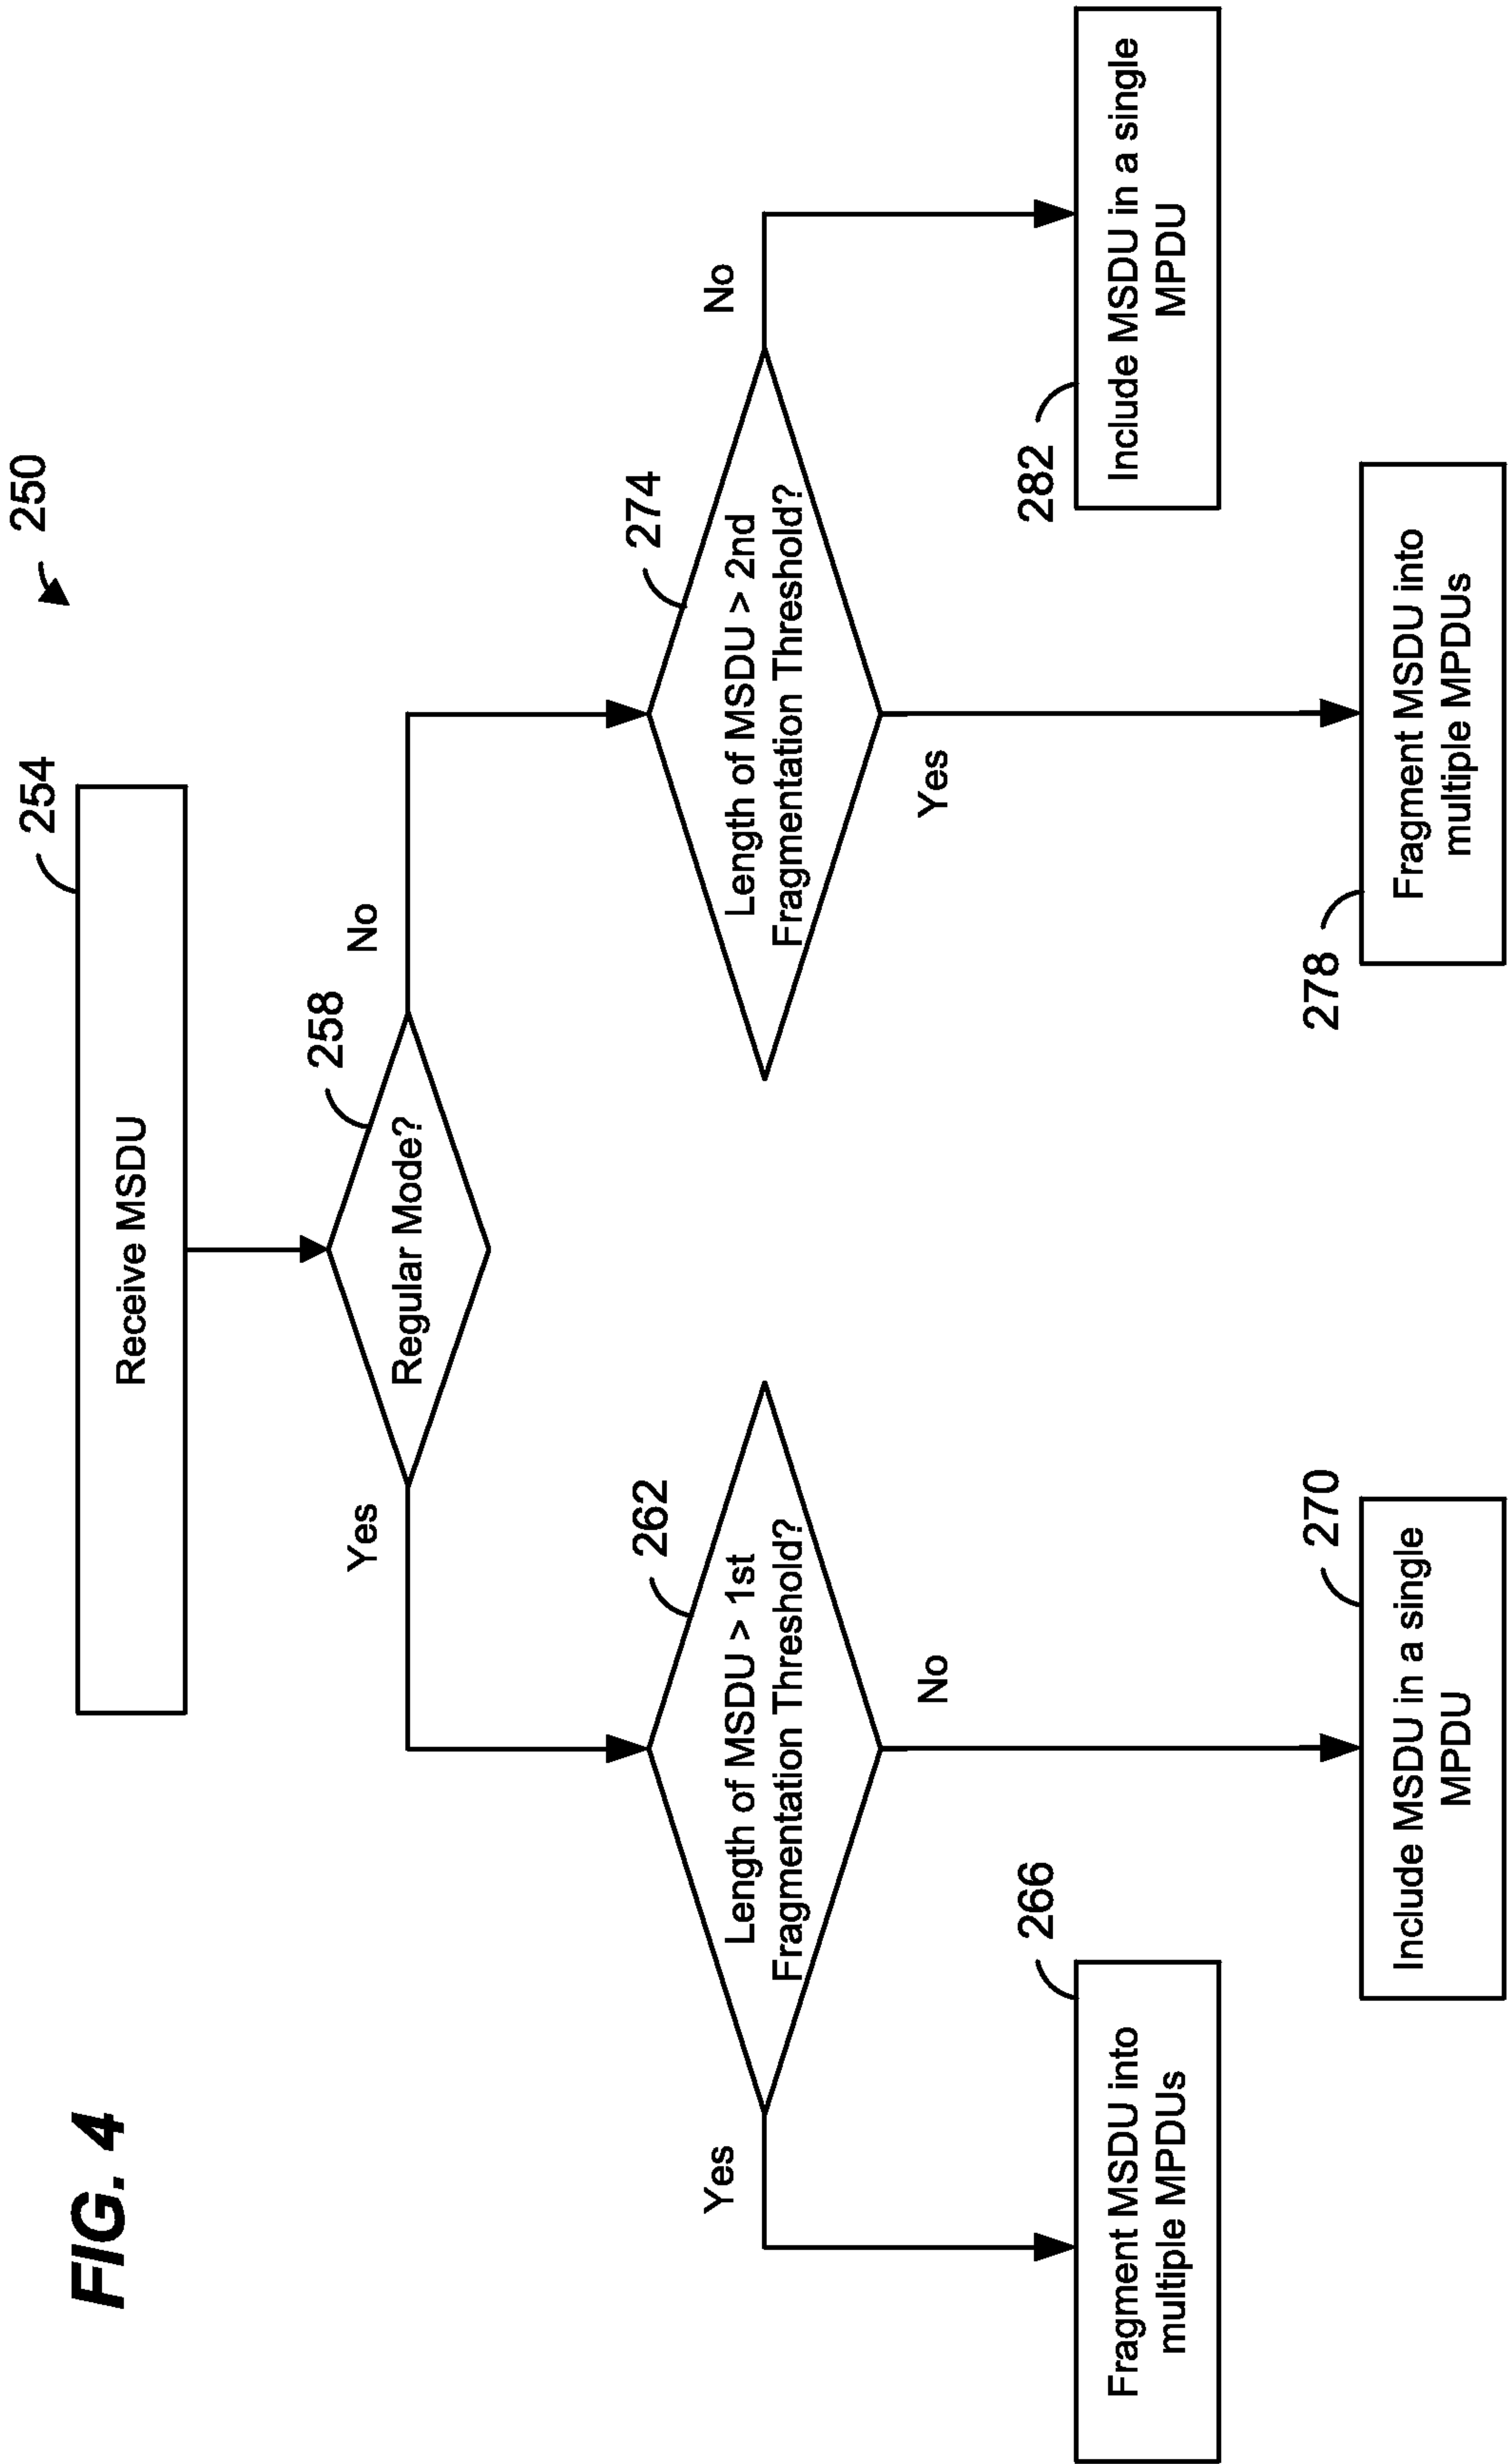 FIG. 4
250
254
Receive MSDU
258
Regular Mode?
Yes
No
262
Length of MSDU > 1st
Fragmentation Threshold?
274
Length of MSDU > 2nd
Fragmentation Threshold?
Yes
No
No
Yes
266
Fragment MSDU into
multiple MPDUs
282
Include MSDU in a single
MPDU
270
Include MSDU in a single
MPDU
278
Fragment MSDU into
multiple MPDUs